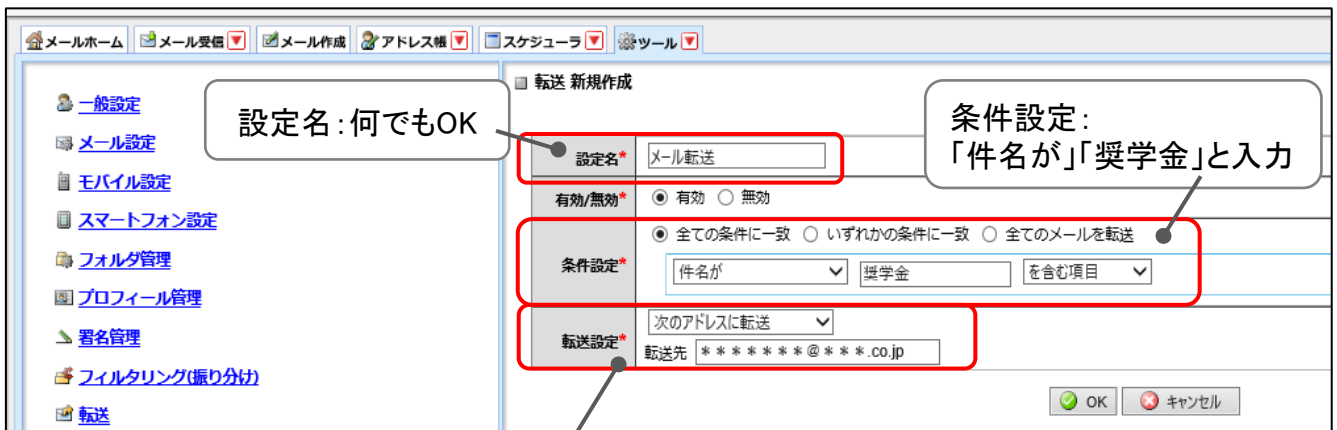 メールホーム メール受信 メール作成 アドレス帳 スケジューラ ツール
一般設定
メール設定
モバイル設定
スマートフォン設定
フォルダ管理
プロフィール管理
署名管理
フィルタリング(振り分け)
転送
転送 新規作成
設定名:何でもOK
条件設定:
「件名が」「奨学金」と入力
設定名* メール転送
有効/無効* 有効 無効
条件設定* 全ての条件に一致 いずれかの条件に一致 全てのメールを転送
件名が 奨学金 を含む項目
転送設定* 次のアドレスに転送
転送先 *******@***.co.jp
OK キャンセル